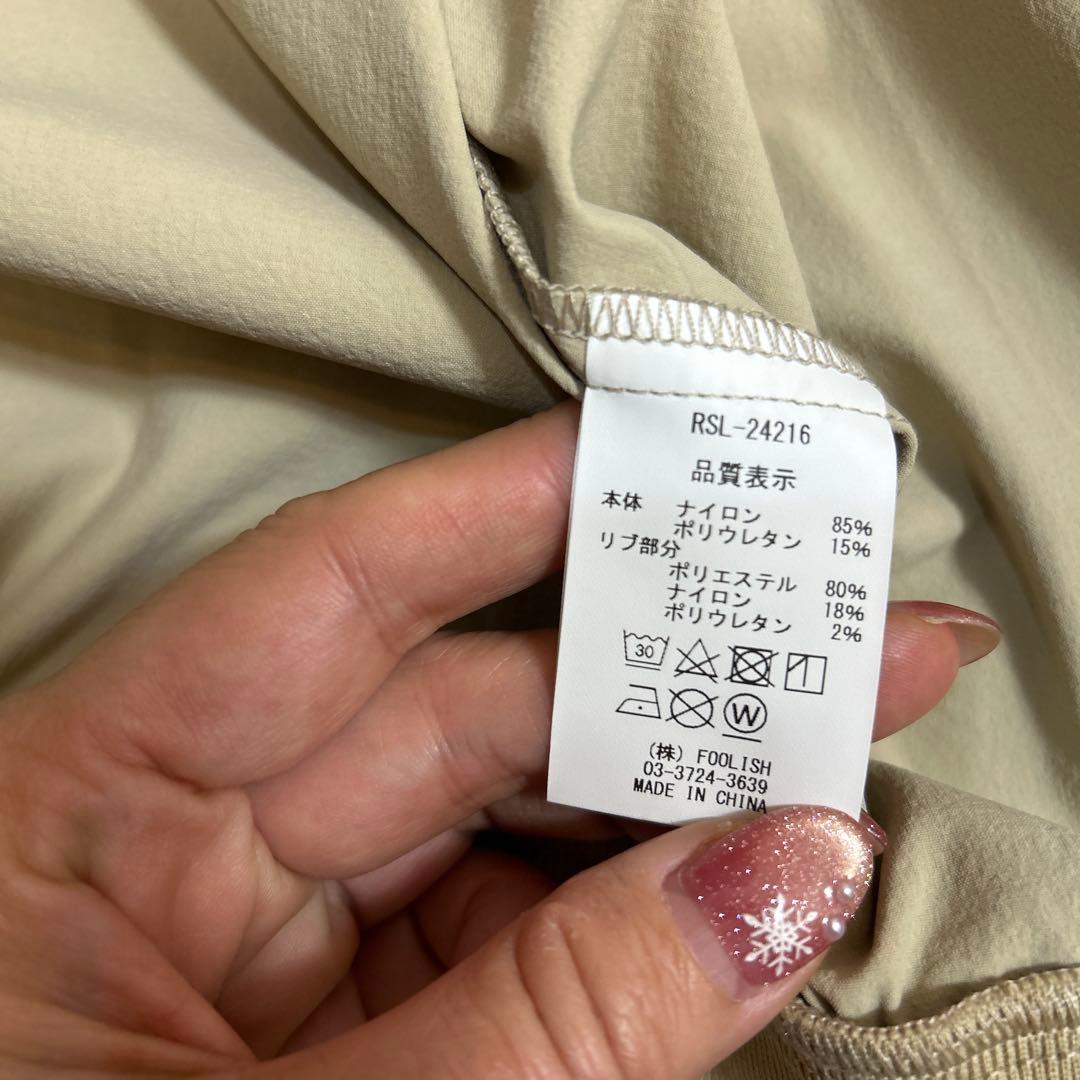 RSL-24216
品質表示
本体 ナイロン 85%
ポリウレタン 15%
リブ部分
ポリエステル 80%
ナイロン 18%
ポリウレタン 2%
30
W
(株) FOOLISH
03-3724-3639
MADE IN CHINA